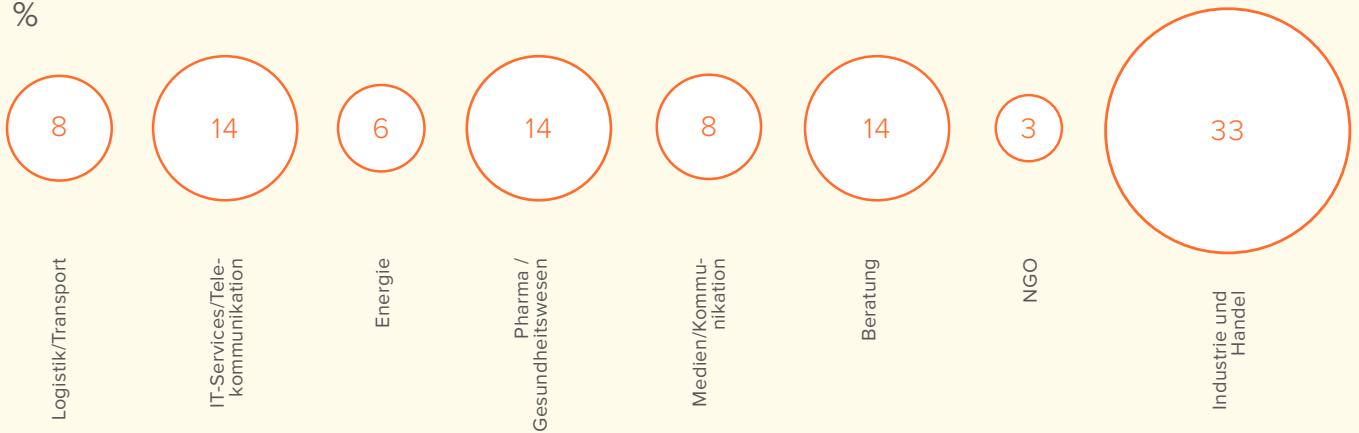 %
8
14
6
14
8
14
3
33
Logistik/Transport
IT-Services/Tele-
kommunikation
Energie
Pharma /
Gesundheitswesen
Medien/Kommu-
nikation
Beratung
NGO
Industrie und
Handel